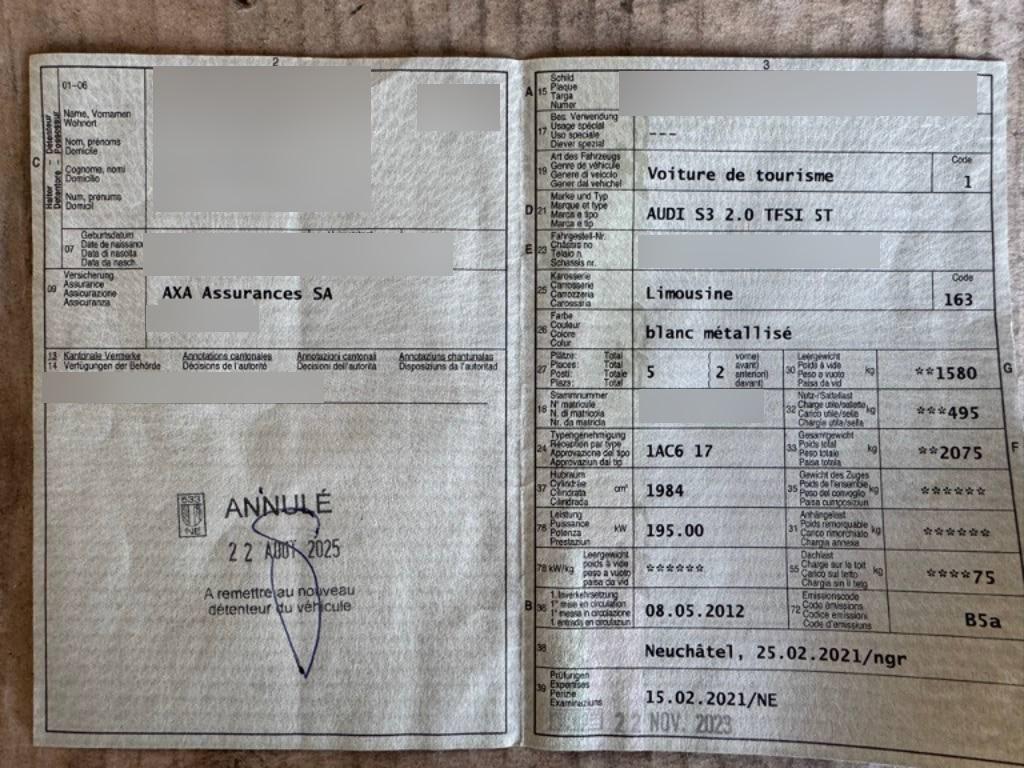 2
01-06
Name, Vornamen
Wohnort
Nom, prénoms
Domicile
Cognome, nomi
Domicilio
Num, prenums
Domicil
C
07
Geburtsdatum
Date de naissance
Data di nascita
Data da nasch.
09
Versicherung
Assurance
Assicurazione
Assicuranza
AXA Assurances SA
13 Kantonale Vermerke Annotations cantonales Annotazioni cantonali Annotaziuns chantunalas
14 Verfügungen der Behörde Décisions de l'autorité Decisioni dell'autorità Disposiziuns da l'autoritad
533
NE
ANNULÉ
22 AOUT 2025
A remettre au nouveau
détenteur du véhicule
3
A 15
Schild
Plaque
Targa
Numer
17
Bes. Verwendung
Usage spécial
Uso speciale
Diever spezial
---
19
Art des Fahrzeugs
Genre de véhicule
Genere di veicolo
Gener dal vehichel
Voiture de tourisme
Code
1
D 21
Marke und Typ
Marque et type
Marca e tipo
Marca e tip
AUDI S3 2.0 TFSI 5T
E 23
Fahrgestell-Nr.
Châssis no
Telaio n.
Schassis nr.
25
Karosserie
Carrosserie
Carrozzeria
Carossaria
Limousine
Code
163
26
Farbe
Couleur
Colore
Colur
blanc métallisé
27
Plätze: Total
Places: Total
Posti: Totale
Plazs: Total
5
2
vorne)
avant)
anteriori)
davant)
30
Leergewicht
Poids à vide
Peso a vuoto
Paisa da vid
kg
**1580
G
18
Stammnummer
N° matricule
N. di matricola
Nr. da matricla
32
Nutz-/Sattellast
Charge utile/sellette
Carico utile/sella
Chargia util/sella
kg
***495
24
Typengenehmigung
Réception par type
Approvazione del tipo
Approvaziun dal tip
1AC6 17
33
Gesamtgewicht
Poids total
Peso totale
Paisa totala
kg
**2075
F
37
Hubraum
Cylindrée
Cilindrata
Cilindrada
cm³
1984
35
Gewicht des Zuges
Poids de l'ensemble
Peso del convoglio
Paisa cumposiziun
kg
******
76
Leistung
Puissance
Potenza
Prestaziun
kW
195.00
31
Anhängelast
Poids remorquable
Carico rimorchiato
Chargia annexa
kg
******
78 kW/kg
Leergewicht
poids à vide
peso a vuoto
paisa da vid
******
55
Dachlast
Charge sur le toit
Carico sul tetto
Chargia sin il tetg
kg
****75
B 36
1. Inverkehrsetzung
1re mise en circulation
1a messa in circolazione
1. entrada en circulaziun
08.05.2012
72
Emissionscode
Code émissions
Codice emissioni
Code d'emissiuns
B5a
38
Neuchâtel, 25.02.2021/ngr
39
Prüfungen
Expertises
Perizie
Examinaziuns
15.02.2021/NE
22 NOV. 2023